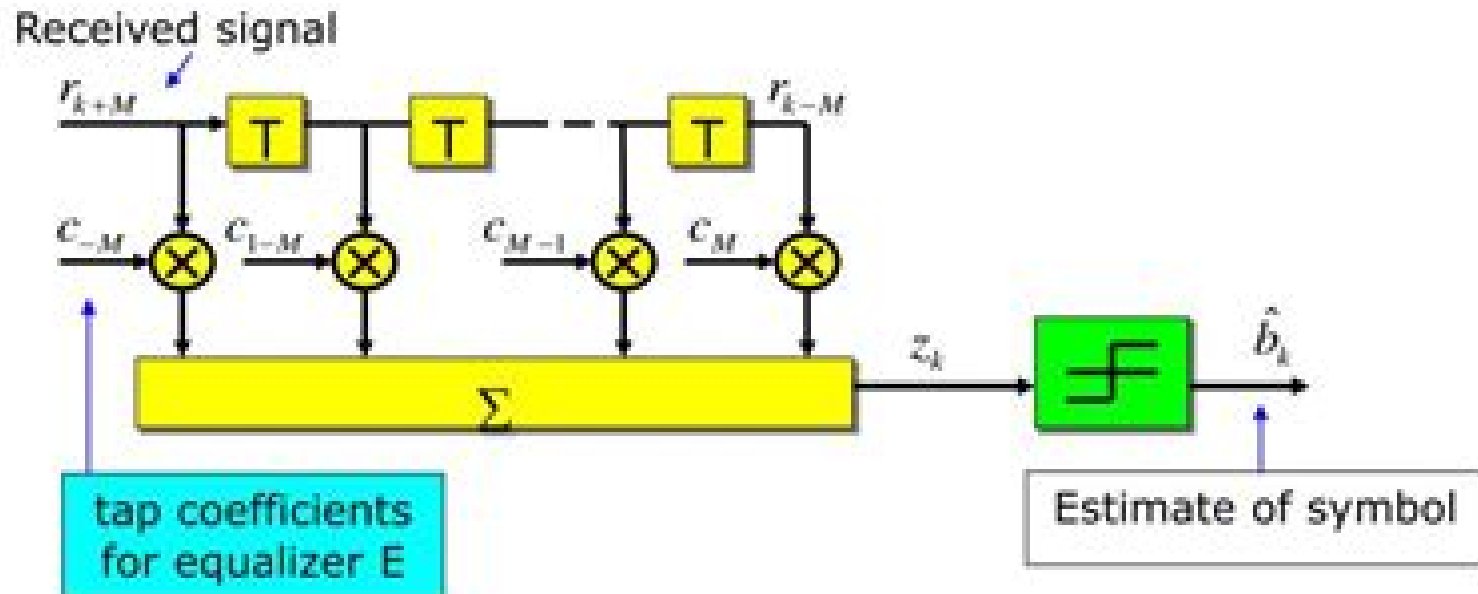 Received signal
r_{k+M}
T
T
T
r_{k-M}
c_{-M}
c_{1-M}
c_{M-1}
c_M
Σ
z_k
b̂_k
tap coefficients
for equalizer E
Estimate of symbol